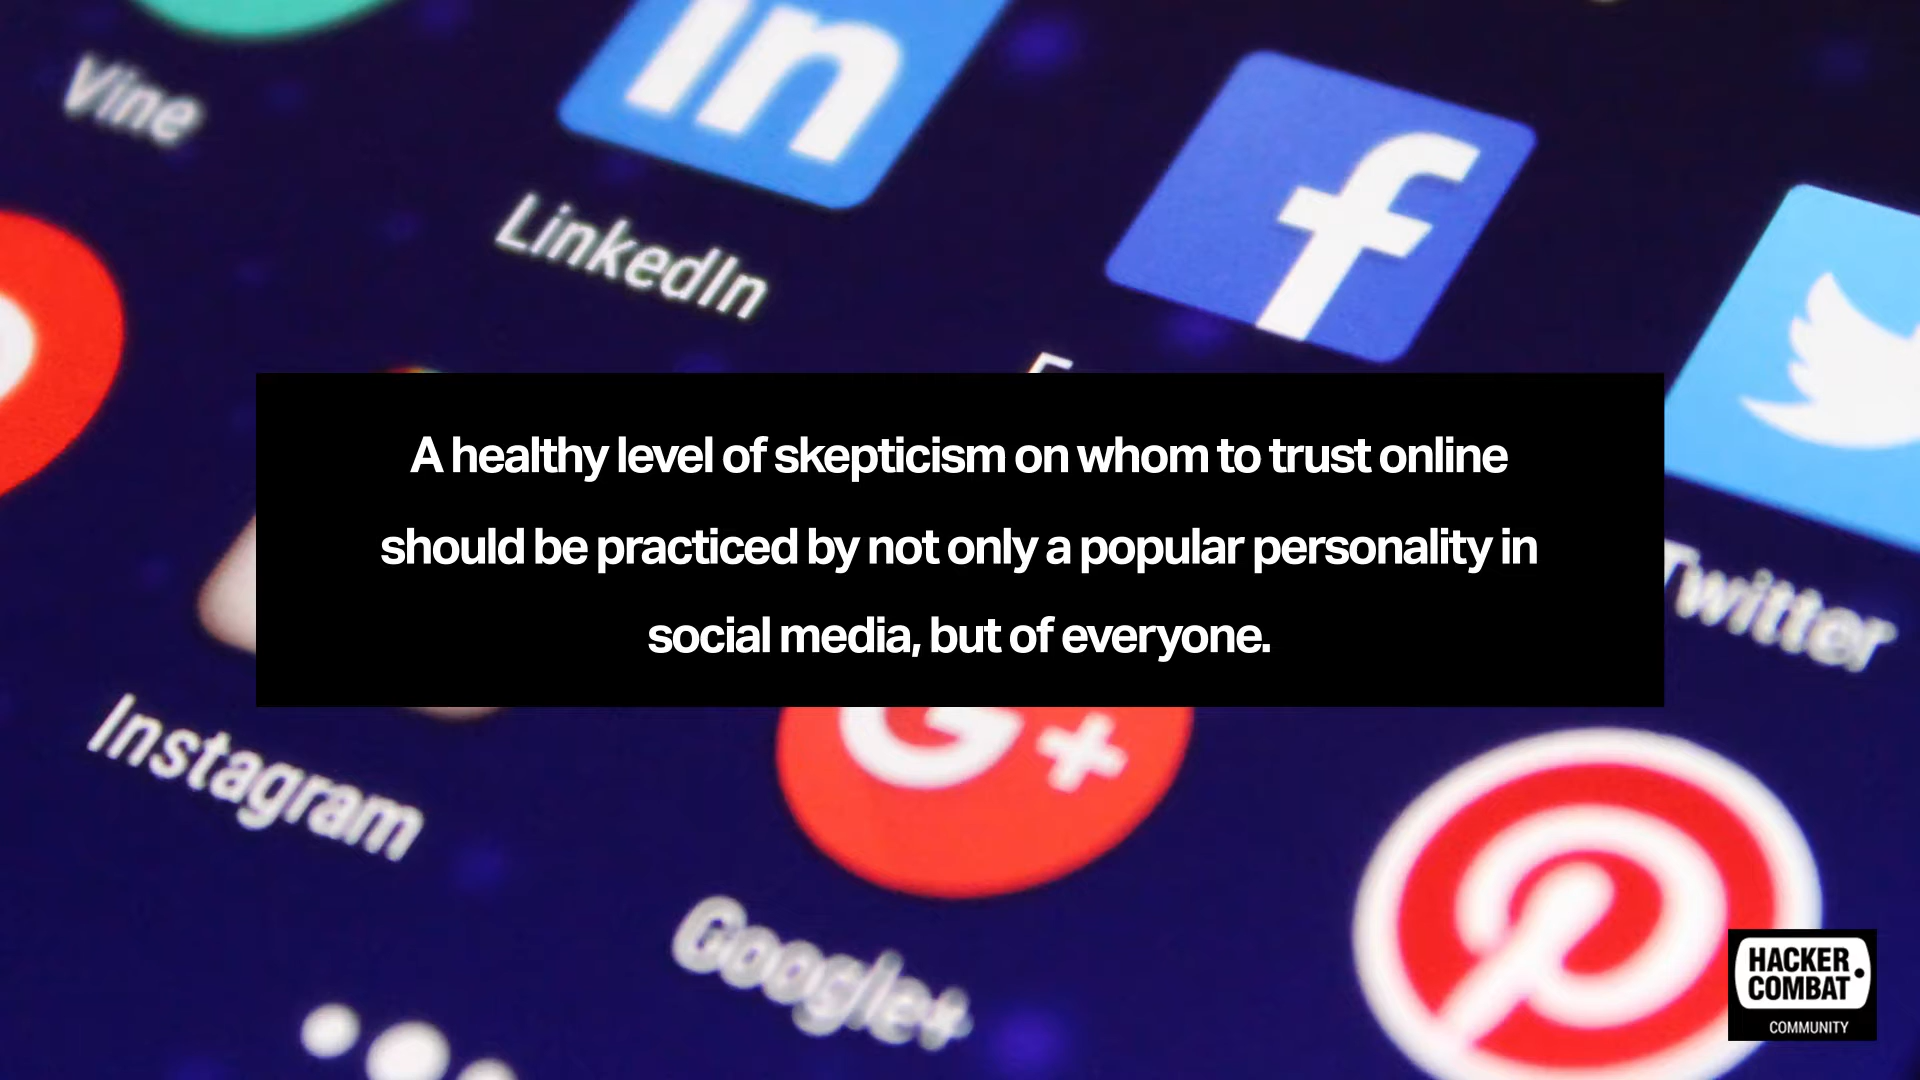 Vine
in
LinkedIn
f
A healthy level of skepticism on whom to trust online
should be practiced by not only a popular personality in
social media, but of everyone.
Twitter
Instagram
G+
Google+
HACKER
COMBAT
COMMUNITY